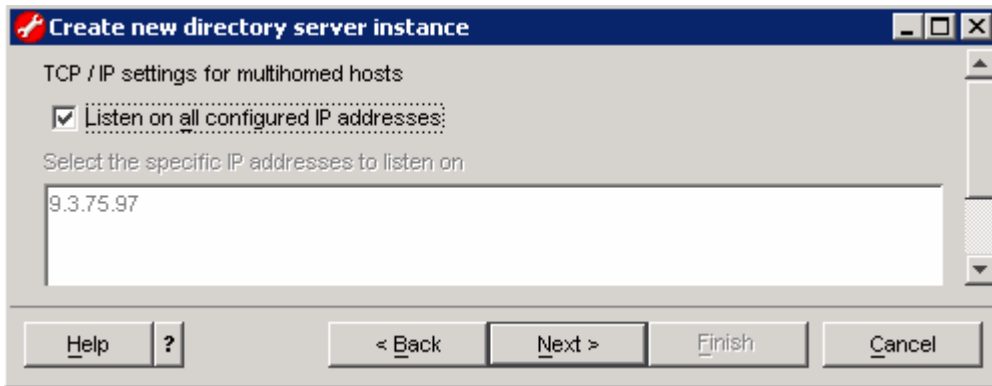 Create new directory server instance
TCP / IP settings for multihomed hosts
Listen on all configured IP addresses
Select the specific IP addresses to listen on
9.3.75.97
Help ? < Back Next > Finish Cancel